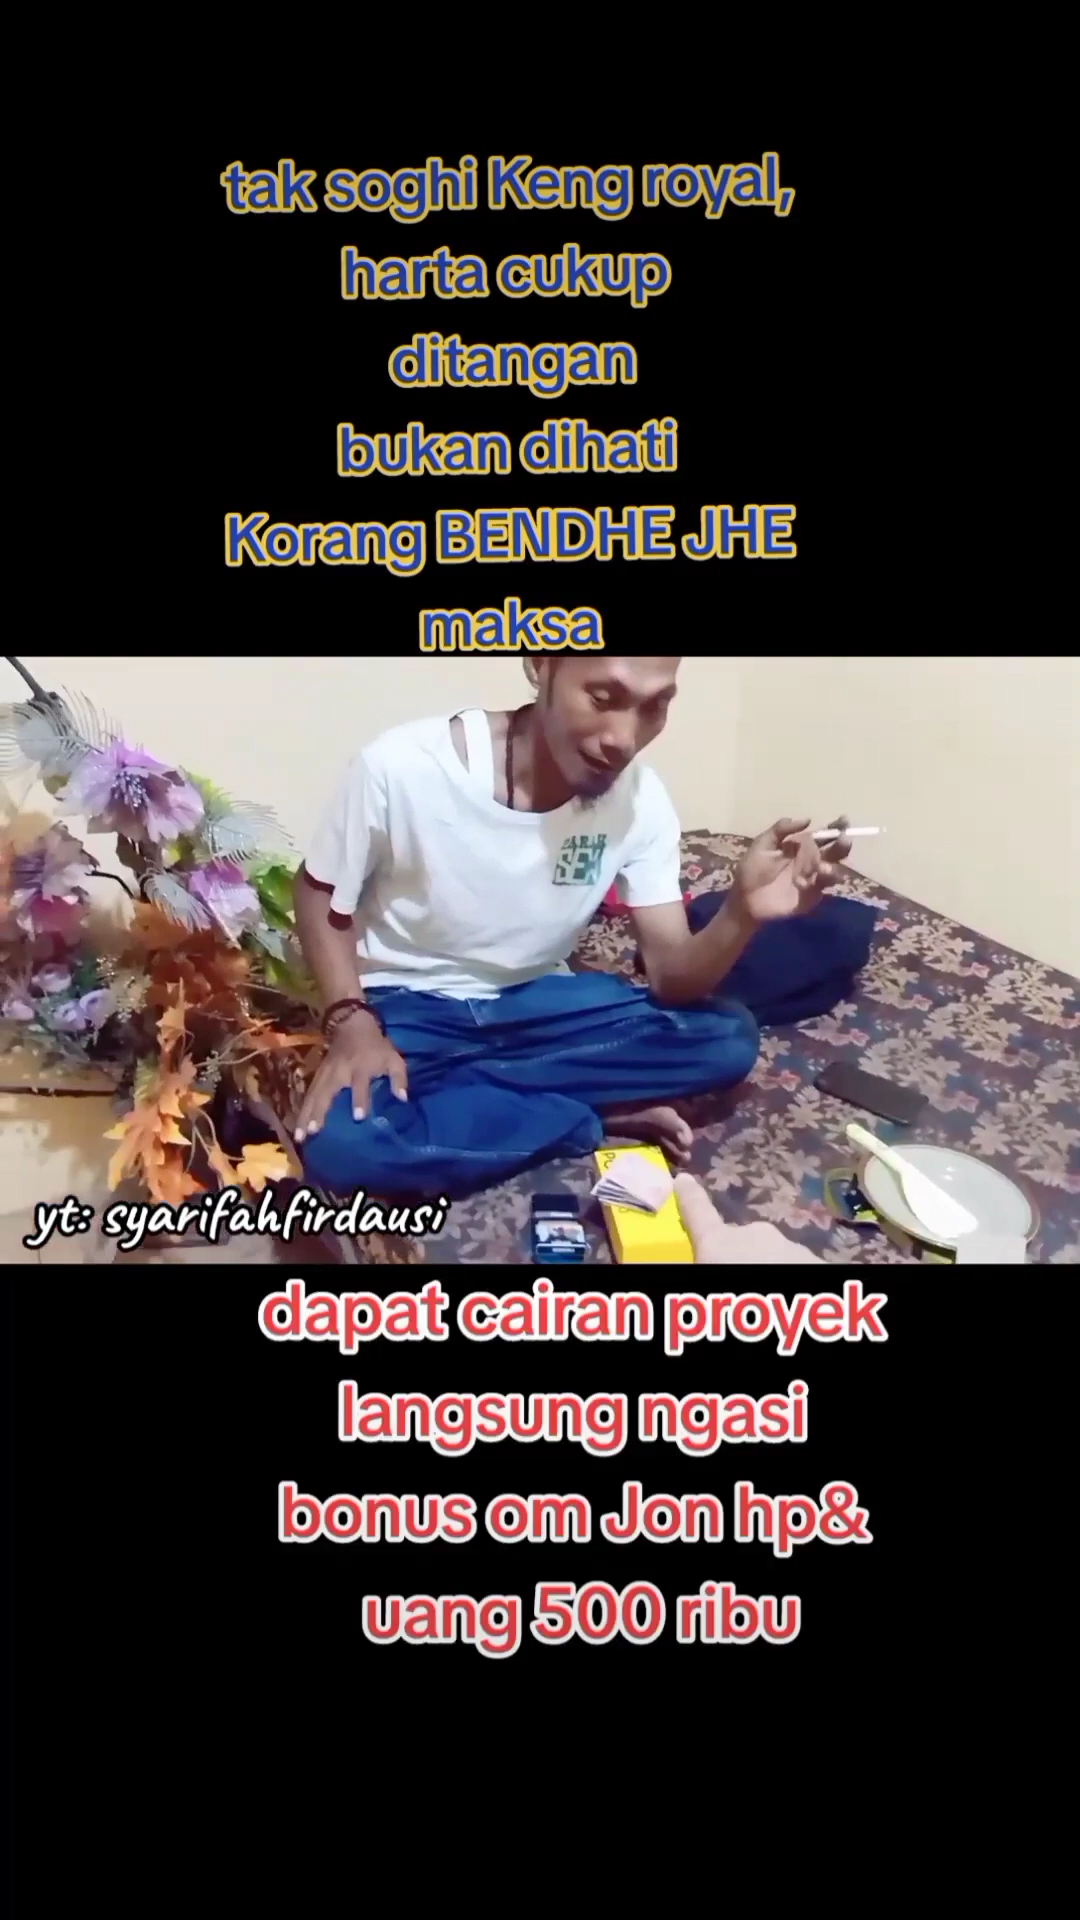 tak soghi Keng royal,
harta cukup
ditangan
bukan dihati
Korang BENDHE JHE
maksa
SEX
yt: syarifahfirdausi
dapat cairan proyek
langsung ngasi
bonus om Jon hp&
uang 500 ribu